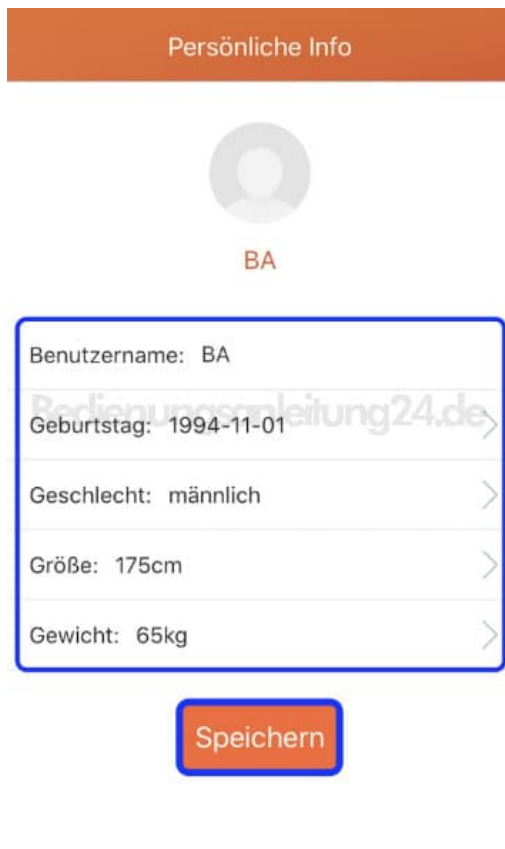 Persönliche Info
BA
Benutzername: BA
Bedienungsanleitung24.de
Geburtstag: 1994-11-01
Geschlecht: männlich
Größe: 175cm
Gewicht: 65kg
Speichern